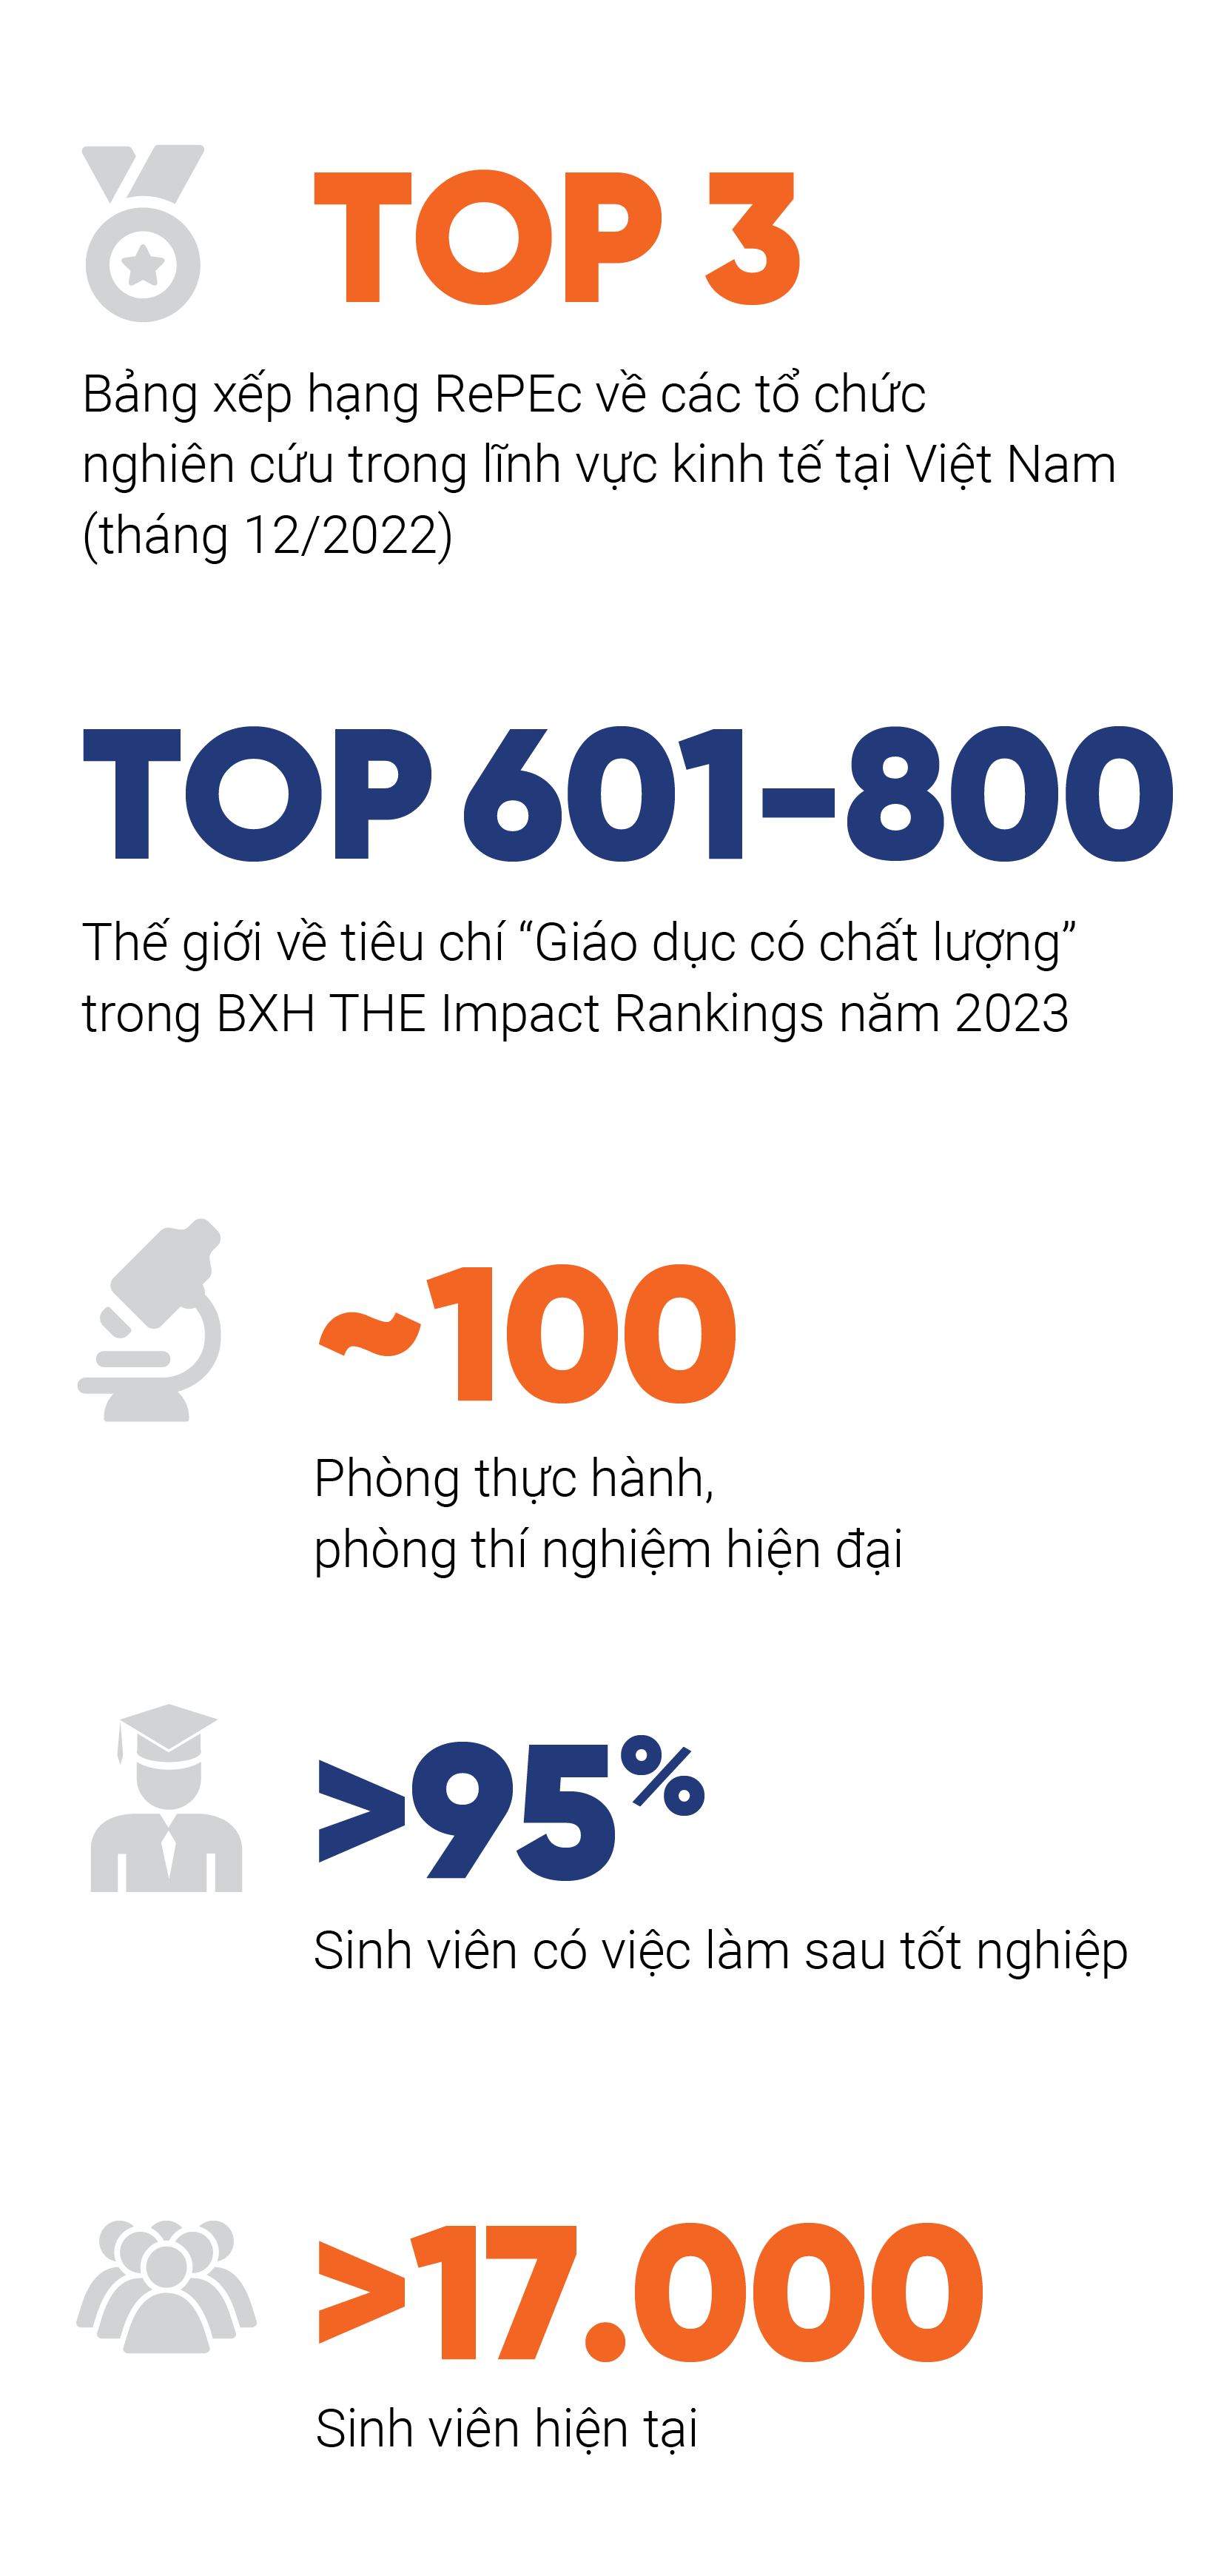 TOP 3
Bảng xếp hạng RePEc về các tổ chức
nghiên cứu trong lĩnh vực kinh tế tại Việt Nam
(tháng 12/2022)
TOP 601-800
Thế giới về tiêu chí “Giáo dục có chất lượng”
trong BXH THE Impact Rankings năm 2023
~100
Phòng thực hành,
phòng thí nghiệm hiện đại
>95%
Sinh viên có việc làm sau tốt nghiệp
>17.000
Sinh viên hiện tại